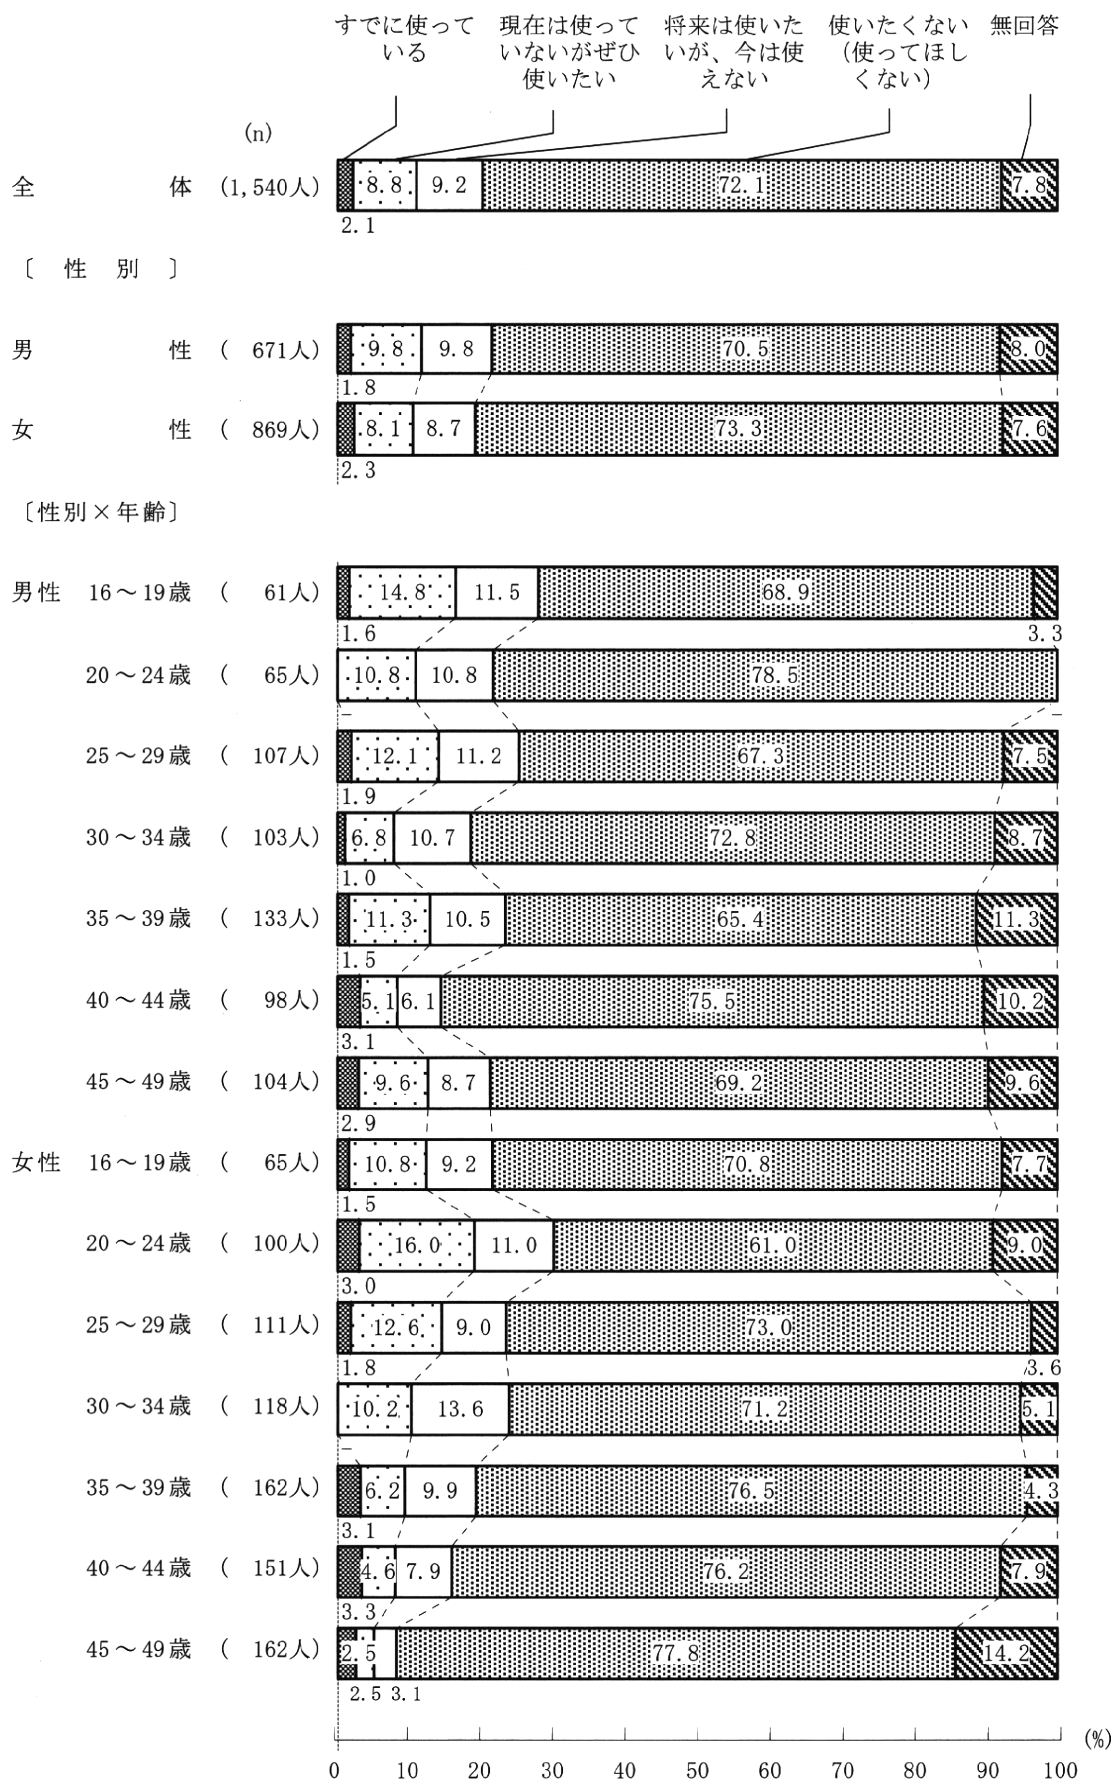 すでに使って
いる
現在は使って
いないがぜひ
使いたい
将来は使いた
いが、今は使
えない
使いたくない
(使ってほし
くない)
無回答
(n)
全体 (1,540人) 8.8 9.2 72.1 7.8
2.1
〔性別〕
男性 ( 671人) 9.8 9.8 70.5 8.0
1.8
女性 ( 869人) 8.1 8.7 73.3 7.6
2.3
〔性別×年齢〕
男性 16～19歳 ( 61人) 14.8 11.5 68.9
1.6 3.3
20～24歳 ( 65人) 10.8 10.8 78.5
– –
25～29歳 ( 107人) 12.1 11.2 67.3 7.5
1.9
30～34歳 ( 103人) 6.8 10.7 72.8 8.7
1.0
35～39歳 ( 133人) 11.3 10.5 65.4 11.3
1.5
40～44歳 ( 98人) 5.1 6.1 75.5 10.2
3.1
45～49歳 ( 104人) 9.6 8.7 69.2 9.6
2.9
女性 16～19歳 ( 65人) 10.8 9.2 70.8 7.7
1.5
20～24歳 ( 100人) 16.0 11.0 61.0 9.0
3.0
25～29歳 ( 111人) 12.6 9.0 73.0
1.8 3.6
30～34歳 ( 118人) 10.2 13.6 71.2 5.1
–
35～39歳 ( 162人) 6.2 9.9 76.5 4.3
3.1
40～44歳 ( 151人) 4.6 7.9 76.2 7.9
3.3
45～49歳 ( 162人) 2.5 77.8 14.2
2.5 3.1
(%)
0 10 20 30 40 50 60 70 80 90 100